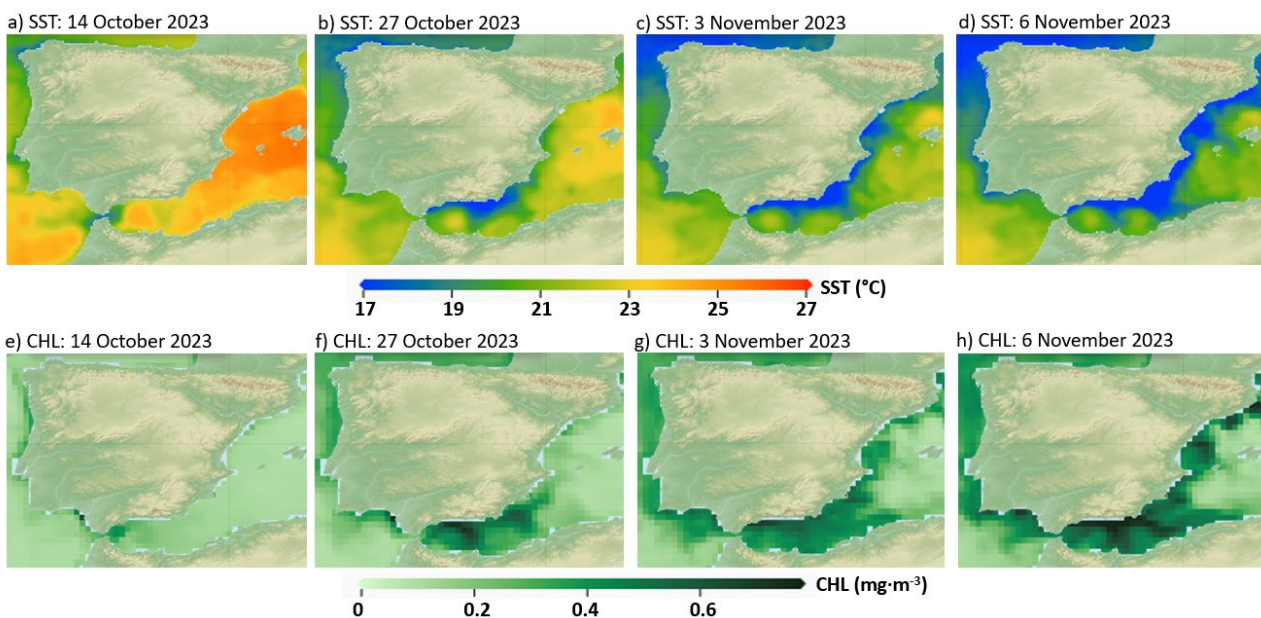 a) SST: 14 October 2023
b) SST: 27 October 2023
c) SST: 3 November 2023
d) SST: 6 November 2023
SST (°C)
17 19 21 23 25 27
e) CHL: 14 October 2023
f) CHL: 27 October 2023
g) CHL: 3 November 2023
h) CHL: 6 November 2023
CHL (mg·m⁻³)
0 0.2 0.4 0.6